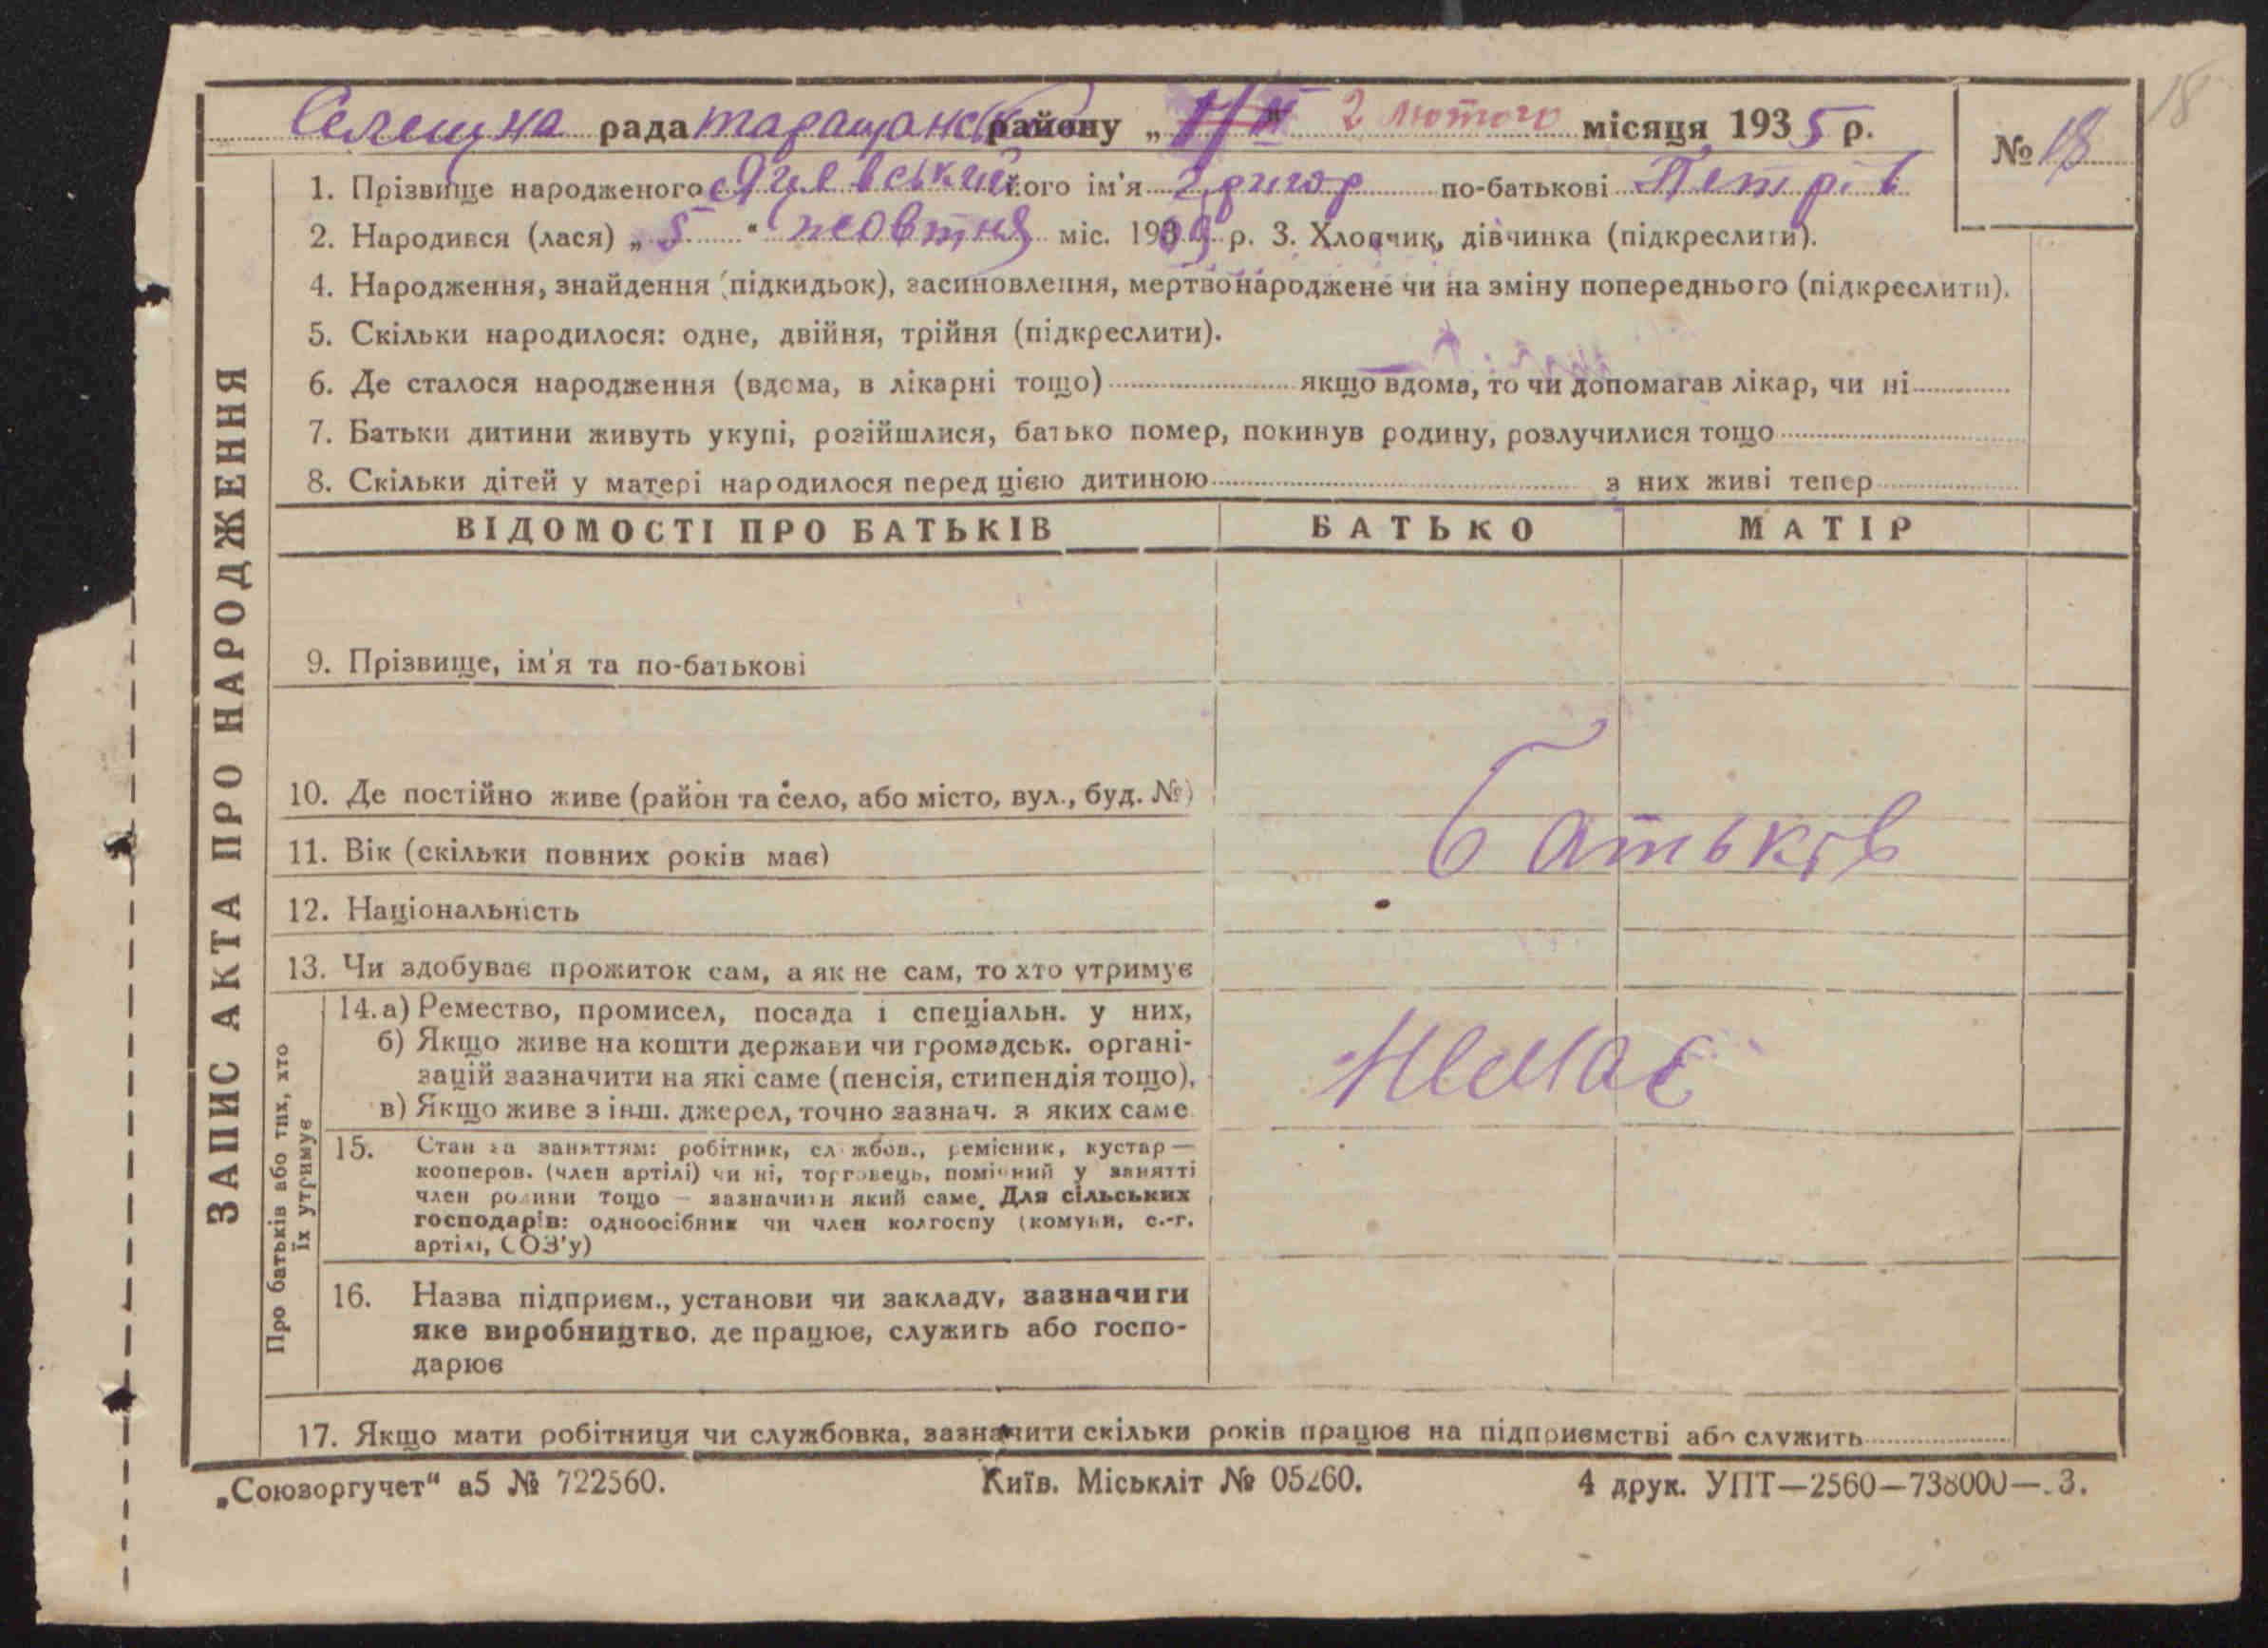 18
Селещна рада таращанського району „ 2 лютого місяця 1935 р.
№ 18
1. Прізвище народженого Яцевський його ім'я Григор по-батькові Петрів
2. Народився (лася) „ 5 “ жовтня міс. 1909 р. 3. Хлопчик, дівчинка (підкреслити).
4. Народження, знайдення (підкидьок), засиновлення, мертвонароджене чи на зміну попереднього (підкреслити).
5. Скільки народилося: одне, двійня, трійня (підкреслити).
6. Де сталося народження (вдома, в лікарні тощо) якщо вдома, то чи допомагав лікар, чи ні
7. Батьки дитини живуть укупі, розійшлися, батько помер, покинув родину, розлучилися тощо
8. Скільки дітей у матері народилося перед цією дитиною з них живі тепер
ЗАПИС АКТА ПРО НАРОДЖЕННЯ
ВІДОМОСТІ ПРО БАТЬКІВ БАТЬКО МАТІР
9. Прізвище, ім'я та по-батькові
10. Де постійно живе (район та село, або місто, вул., буд. №)
11. Вік (скільки повних років має)
Батьків
12. Національність
13. Чи здобуває прожиток сам, а як не сам, то хто утримує
Про батьків або тих, хто
їх утримує
14. а) Ремество, промисел, посада і спеціальн. у них,
б) Якщо живе на кошти держави чи громадськ. органі-
зацій зазначити на які саме (пенсія, стипендія тощо),
в) Якщо живе з інш. джерел, точно зазнач. з яких саме
немає
15. Стан за заняттям: робітник, службов., ремісник, кустар —
кооперов. (член артілі) чи ні, торговець, помічний у занятті
член родини тощо — зазначити який саме. Для сільських
господарів: одноосібник чи член колгоспу (комуни, с.-г.
артілі, СОЗ'у)
16. Назва підприєм., установи чи закладу, зазначити
яке виробництво, де працює, служить або госпо-
дарює
17. Якщо мати робітниця чи службовка, зазначити скільки років працює на підприємстві або служить
„Союзоргучет“ а5 № 722560. Київ. Міськліт № 05260. 4 друк. УПТ—2560—738000—.3.